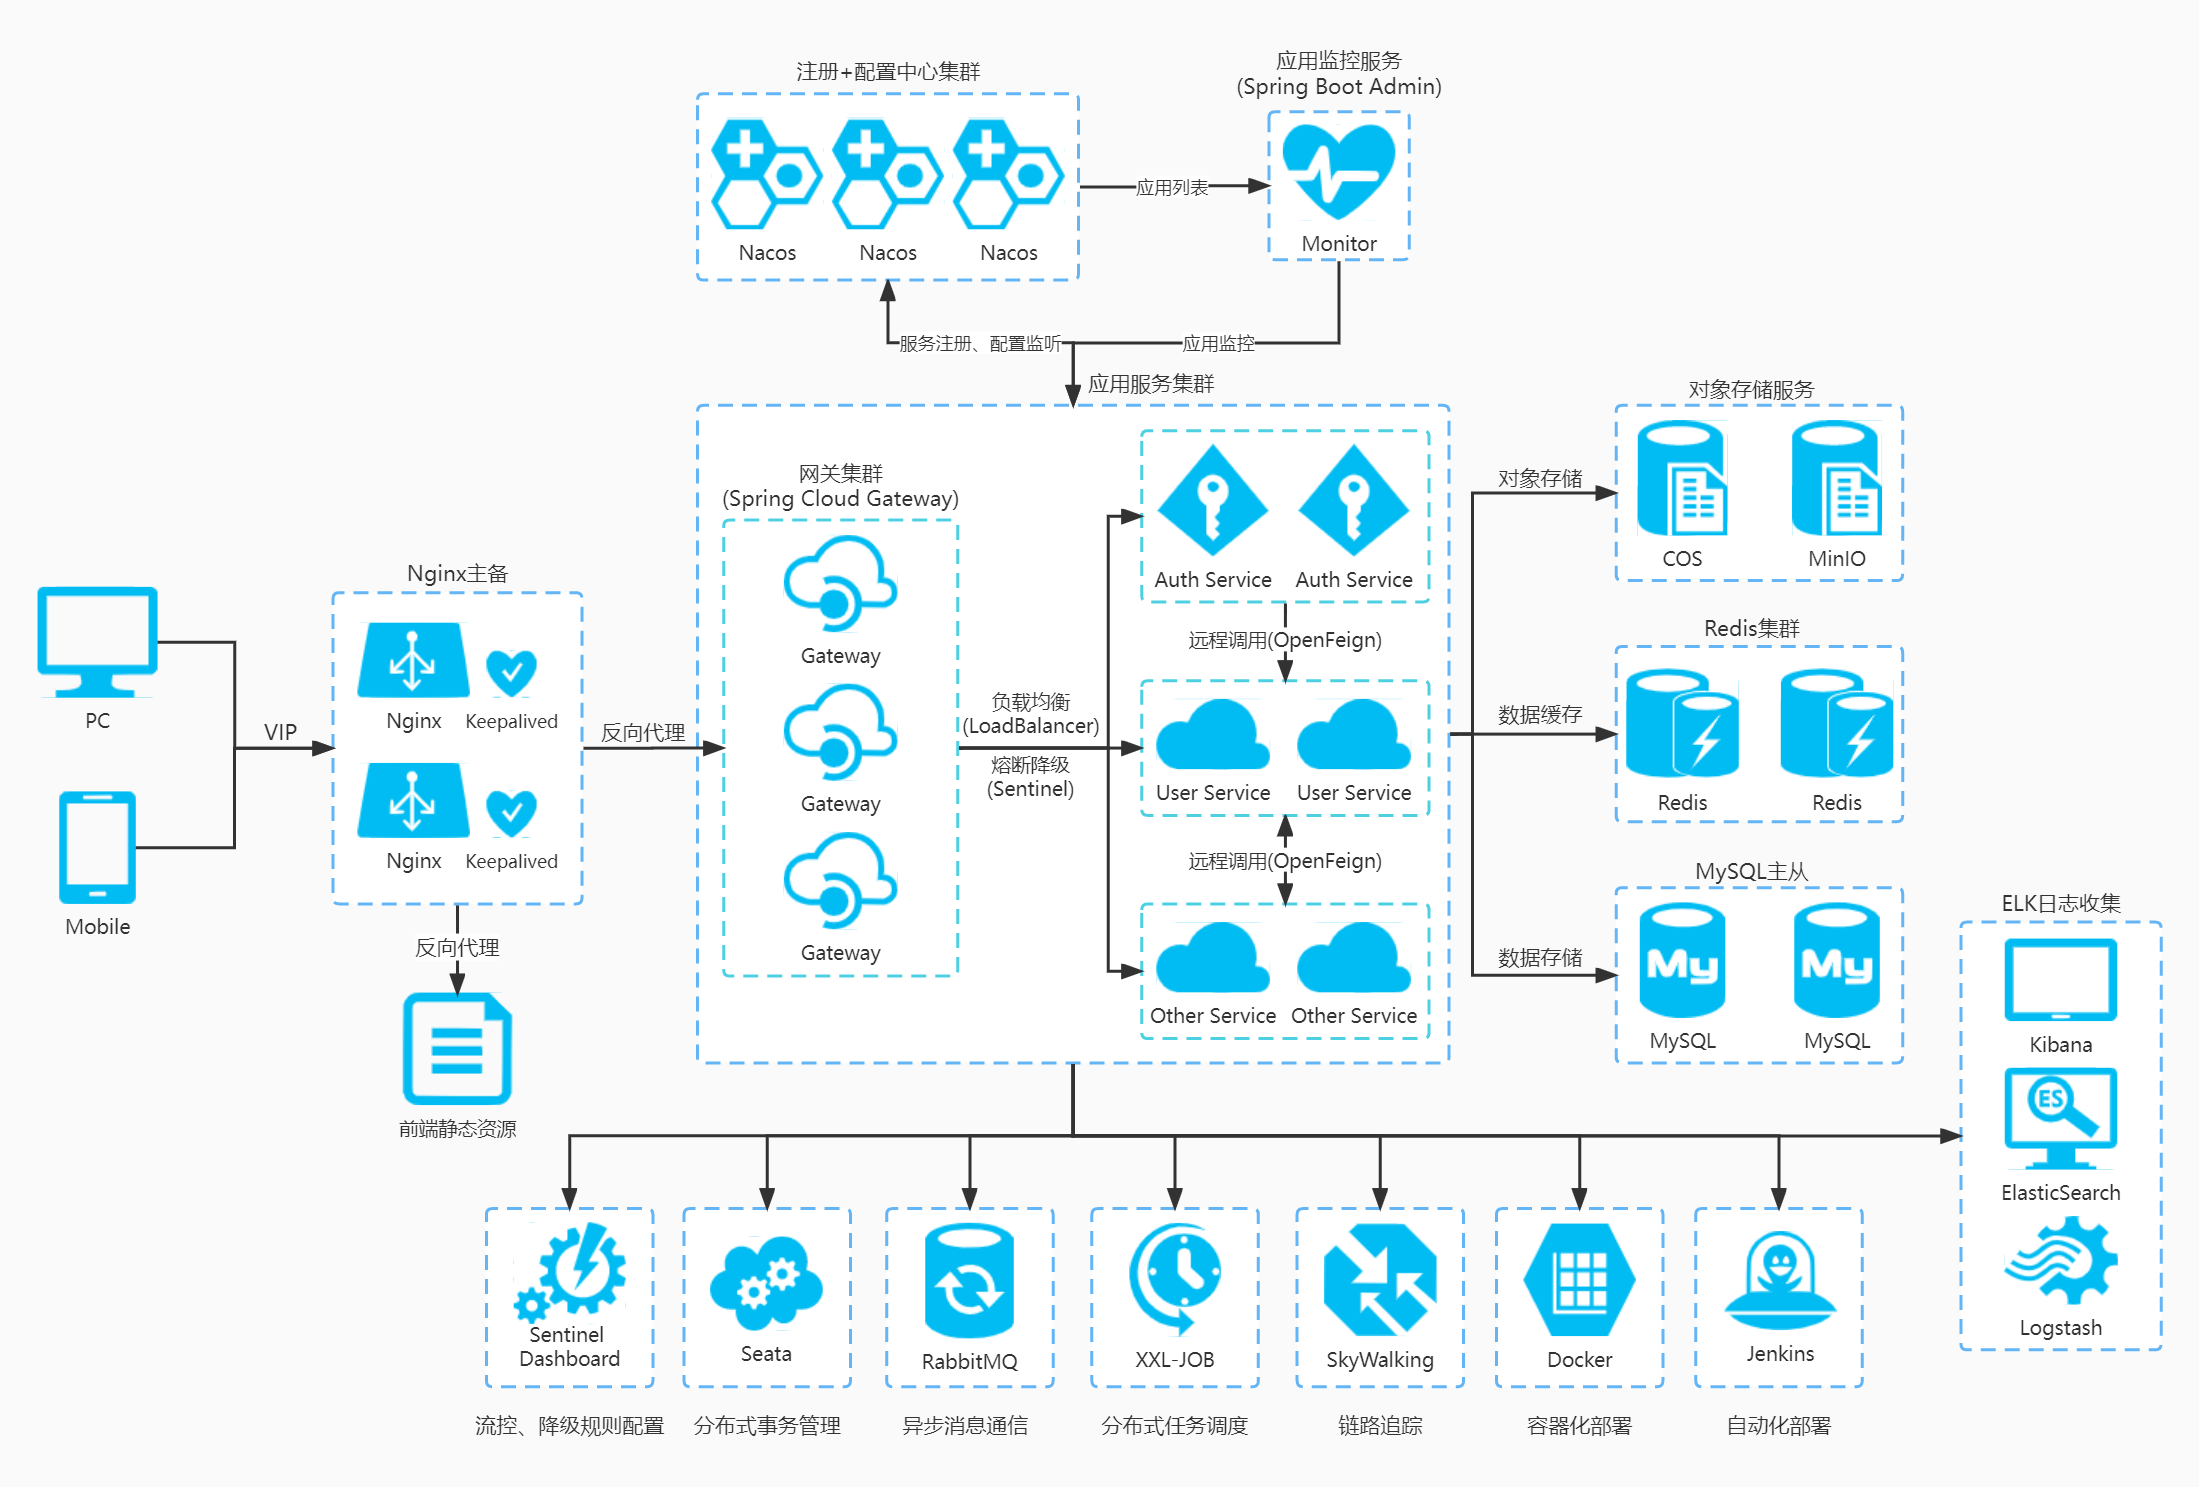 注册+配置中心集群
应用监控服务
(Spring Boot Admin)
Nacos
Nacos
Nacos
应用列表
Monitor
服务注册、配置监听
应用监控
应用服务集群
网关集群
(Spring Cloud Gateway)
Gateway
Gateway
Gateway
Auth Service
Auth Service
远程调用(OpenFeign)
负载均衡
(LoadBalancer)
熔断降级
(Sentinel)
User Service
User Service
远程调用(OpenFeign)
Other Service
Other Service
PC
Mobile
VIP
Nginx主备
Nginx
Keepalived
Nginx
Keepalived
反向代理
反向代理
前端静态资源
对象存储
对象存储服务
COS
MinIO
数据缓存
Redis集群
Redis
Redis
数据存储
MySQL主从
MySQL
MySQL
ELK日志收集
Kibana
ES
ElasticSearch
Logstash
My
My
Sentinel
Dashboard
Seata
RabbitMQ
XXL-JOB
SkyWalking
Docker
Jenkins
流控、降级规则配置
分布式事务管理
异步消息通信
分布式任务调度
链路追踪
容器化部署
自动化部署